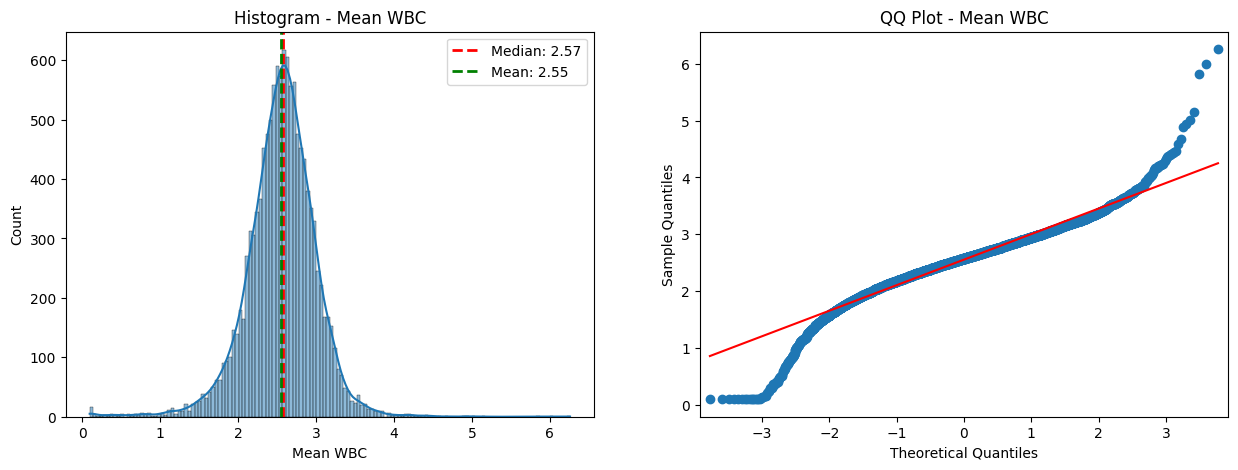 Histogram - Mean WBC
Median: 2.57
Mean: 2.55
600
500
400
300
200
100
0
Count
0 1 2 3 4 5 6
Mean WBC
QQ Plot - Mean WBC
6
5
4
3
2
1
0
Sample Quantiles
−3 −2 −1 0 1 2 3
Theoretical Quantiles